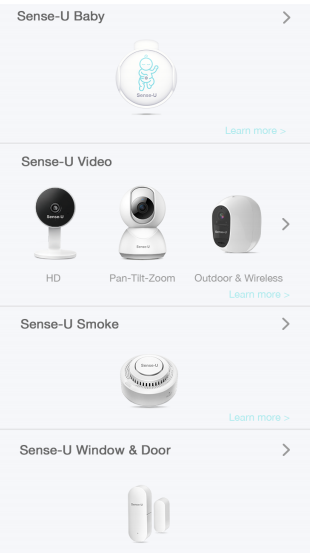 Sense-U Baby
Sense-U
Learn more >
Sense-U Video
Sense-U
Sense-U
Sense-U
HD Pan-Tilt-Zoom Outdoor & Wireless
Learn more >
Sense-U Smoke
Sense-U
Learn more >
Sense-U Window & Door
Sense-U